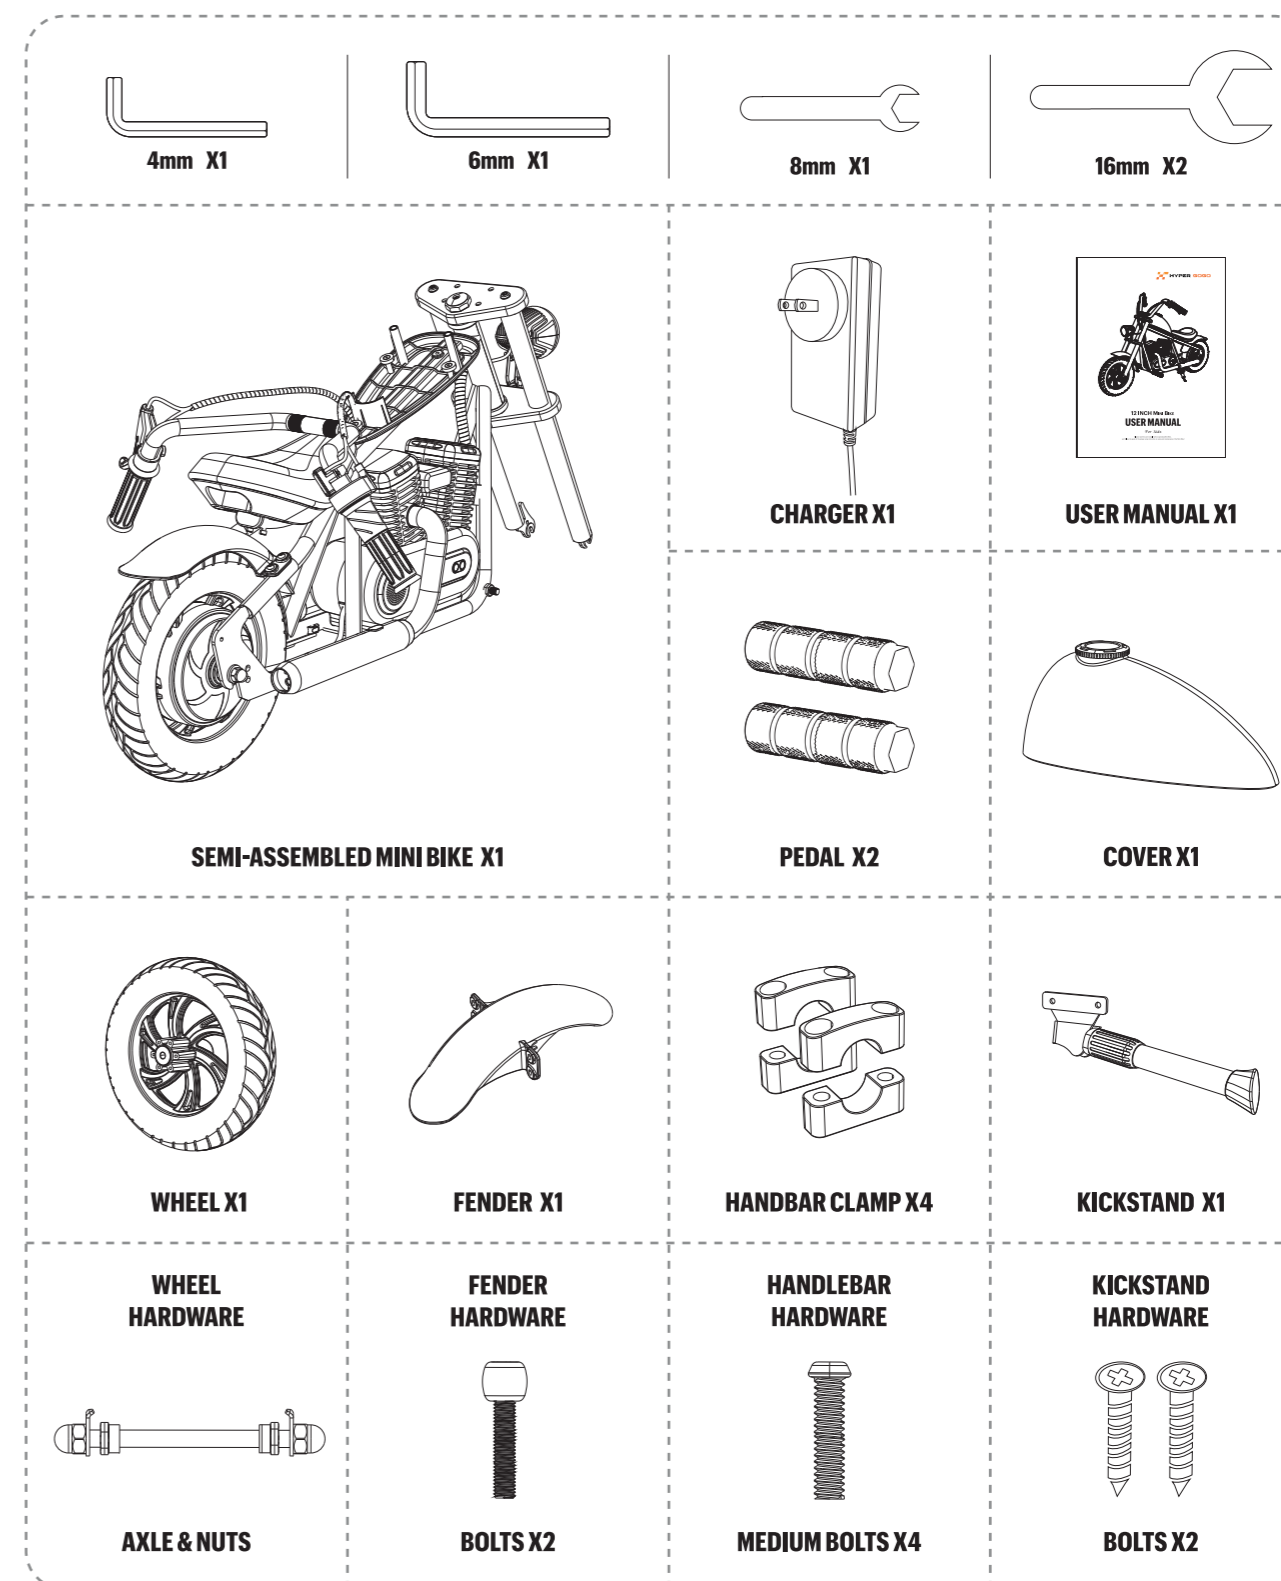 4mm X1
6mm X1
8mm X1
16mm X2
HYPER GOGO
12 INCH Mini Bike
USER MANUAL
For kids
CHARGER X1
USER MANUAL X1
SEMI-ASSEMBLED MINI BIKE X1
PEDAL X2
COVER X1
WHEEL X1
FENDER X1
HANDBAR CLAMP X4
KICKSTAND X1
WHEEL
HARDWARE
FENDER
HARDWARE
HANDLEBAR
HARDWARE
KICKSTAND
HARDWARE
AXLE & NUTS
BOLTS X2
MEDIUM BOLTS X4
BOLTS X2